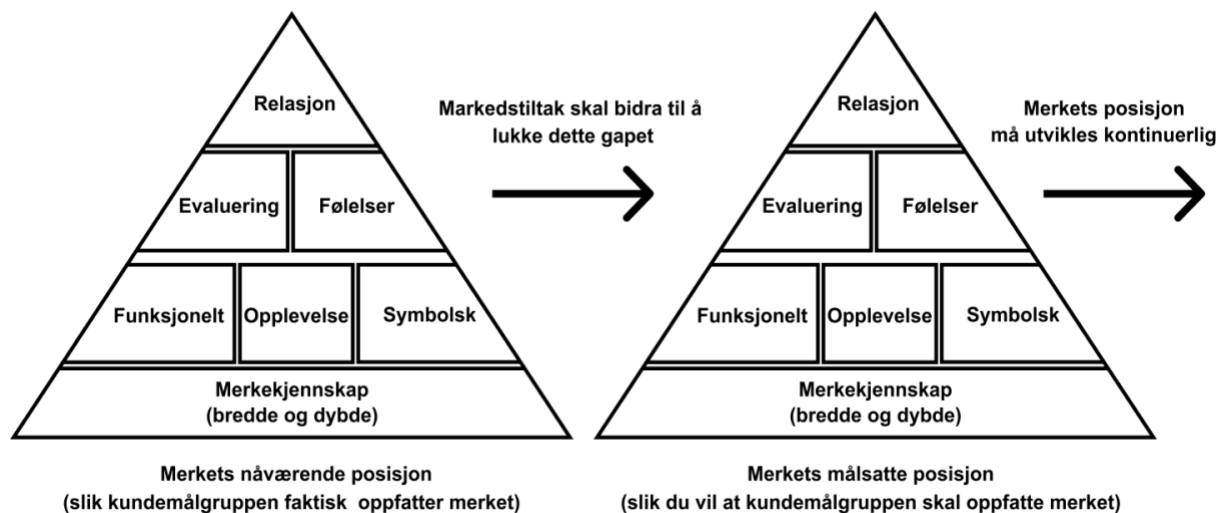 Relasjon
Evaluering
Følelser
Funksjonelt
Opplevelse
Symbolsk
Merkekjennskap
(bredde og dybde)
Merkets nåværende posisjon
(slik kundemålgruppen faktisk oppfatter merket)
Markedstiltak skal bidra til å
lukke dette gapet
Relasjon
Evaluering
Følelser
Funksjonelt
Opplevelse
Symbolsk
Merkekjennskap
(bredde og dybde)
Merkets målsatte posisjon
(slik du vil at kundemålgruppen skal oppfatte merket)
Merkets posisjon
må utvikles kontinuerlig